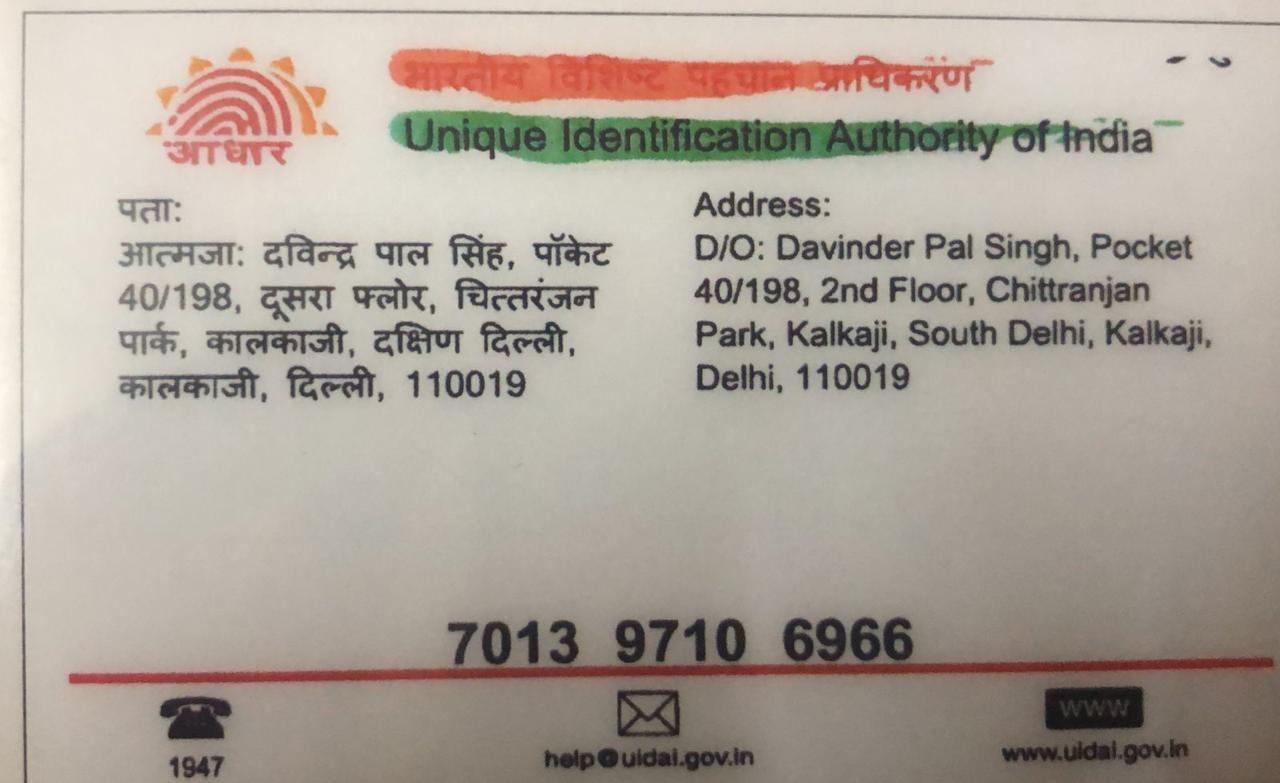 भारतीय विशिष्ट पहचान प्राधिकरण
Unique Identification Authority of India
आधार
पता:
आत्मजा: दविन्द्र पाल सिंह, पॉकेट
40/198, दूसरा फ्लोर, चित्तरंजन
पार्क, कालकाजी, दक्षिण दिल्ली,
कालकाजी, दिल्ली, 110019
Address:
D/O: Davinder Pal Singh, Pocket
40/198, 2nd Floor, Chittranjan
Park, Kalkaji, South Delhi, Kalkaji,
Delhi, 110019
7013 9710 6966
1947
help@uidai.gov.in
www
www.uidai.gov.in